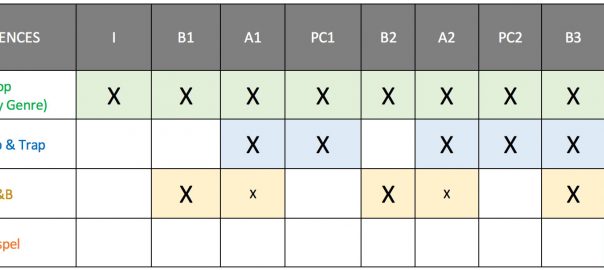 ENCES I B1 A1 PC1 B2 A2 PC2 B3
op
y Genre) X X X X X X X X
& Trap X X X X X
&B X x X x X
spel